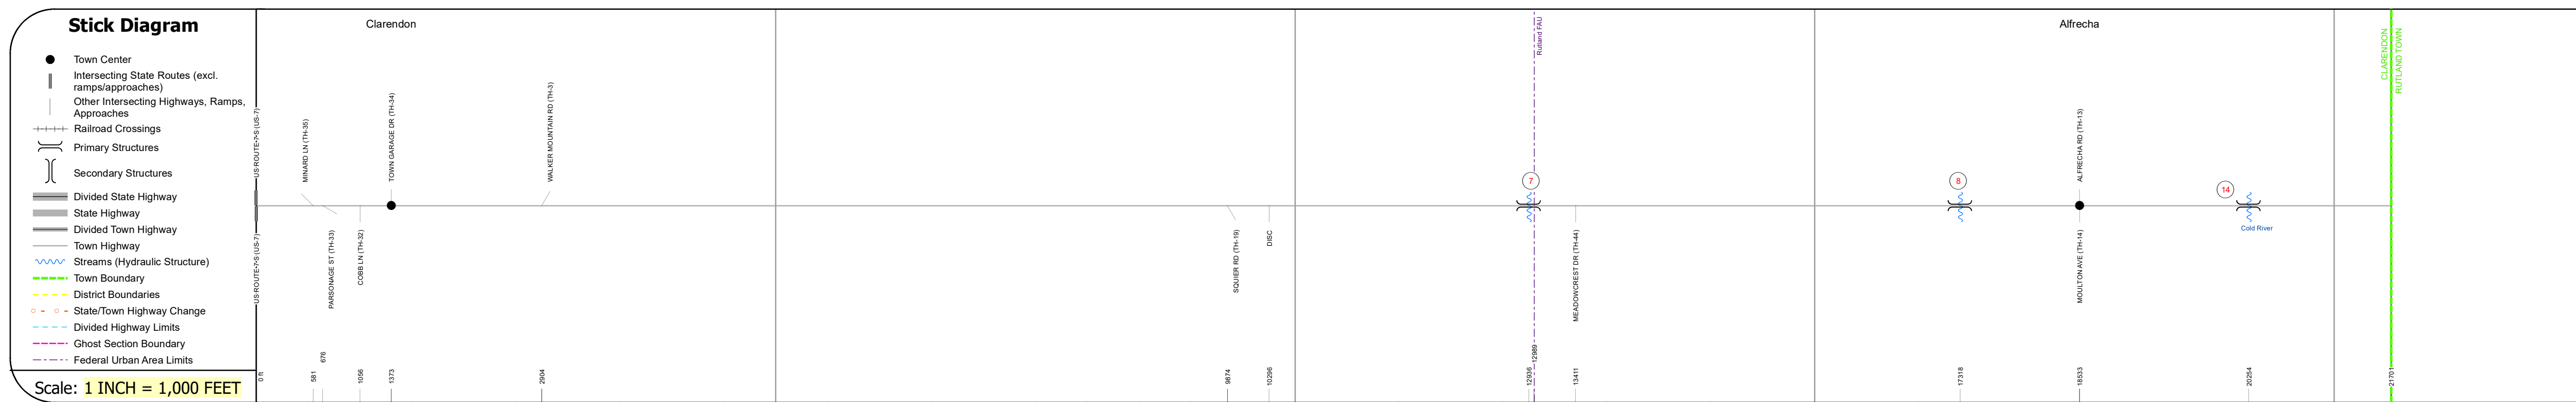 Stick Diagram
Town Center
Intersecting State Routes (excl.
ramps/approaches)
Other Intersecting Highways, Ramps,
Approaches
Railroad Crossings
Primary Structures
Secondary Structures
Divided State Highway
State Highway
Divided Town Highway
Town Highway
Streams (Hydraulic Structure)
Town Boundary
District Boundaries
State/Town Highway Change
Divided Highway Limits
Ghost Section Boundary
Federal Urban Area Limits
Scale: 1 INCH = 1,000 FEET
Clarendon
Alfrecha
US-ROUTE-7-S (US-7)
MINARD LN (TH-35)
TOWN GARAGE DR (TH-34)
WALKER MOUNTAIN RD (TH-3)
Rutland FAU
ALFRECHA RD (TH-13)
CLARENDON
RUTLAND TOWN
7
8
14
Cold River
US-ROUTE-7-S (US-7)
PARSONAGE ST (TH-33)
COBB LN (TH-32)
SQUIER RD (TH-19)
DISC
MEADOWCREST DR (TH-44)
MOULTON AVE (TH-14)
0 ft
581
676
1056
1373
2904
9874
10296
12936
12989
13411
17318
18533
20254
21701